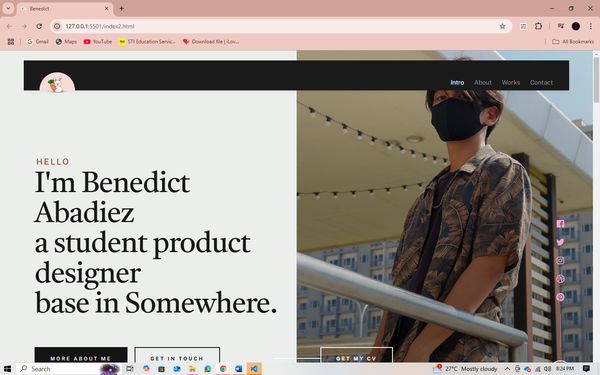 Benedict
127.0.0.1:5501/index2.html
Gmail
Maps
YouTube
STI Education Servic...
Download file | iLov...
All Bookmarks
Intro
About
Works
Contact
HELLO
I'm Benedict
Abadiez
a student product
designer
base in Somewhere.
MORE ABOUT ME
GET IN TOUCH
GET MY CV
Search
27°C Mostly cloudy
8:24 PM